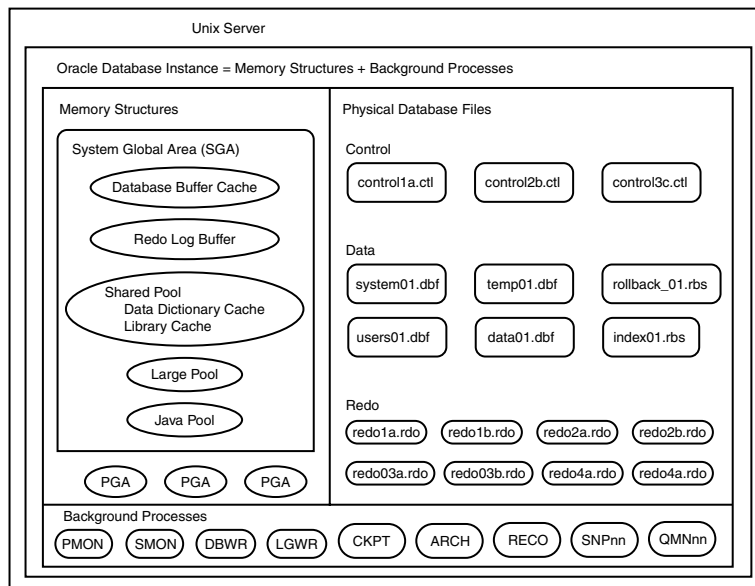 Unix Server
Oracle Database Instance = Memory Structures + Background Processes
Memory Structures
System Global Area (SGA)
Database Buffer Cache
Redo Log Buffer
Shared Pool
Data Dictionary Cache
Library Cache
Large Pool
Java Pool
PGA PGA PGA
Physical Database Files
Control
control1a.ctl control2b.ctl control3c.ctl
Data
system01.dbf temp01.dbf rollback_01.rbs
users01.dbf data01.dbf index01.rbs
Redo
redo1a.rdo redo1b.rdo redo2a.rdo redo2b.rdo
redo03a.rdo redo03b.rdo redo4a.rdo redo4a.rdo
Background Processes
PMON SMON DBWR LGWR CKPT ARCH RECO SNPnn QMNnn